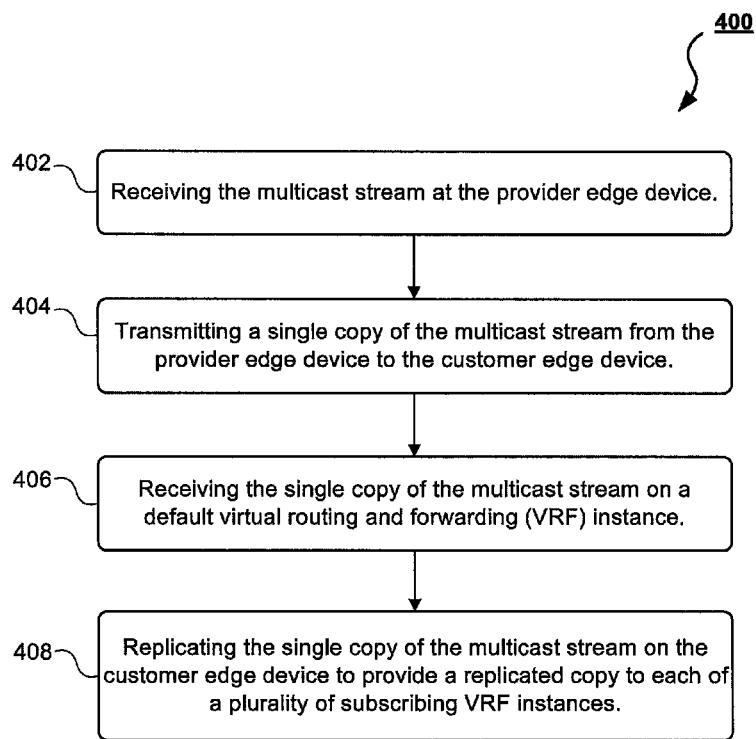 400
402
Receiving the multicast stream at the provider edge device.
404
Transmitting a single copy of the multicast stream from the
provider edge device to the customer edge device.
406
Receiving the single copy of the multicast stream on a
default virtual routing and forwarding (VRF) instance.
408
Replicating the single copy of the multicast stream on the
customer edge device to provide a replicated copy to each of
a plurality of subscribing VRF instances.